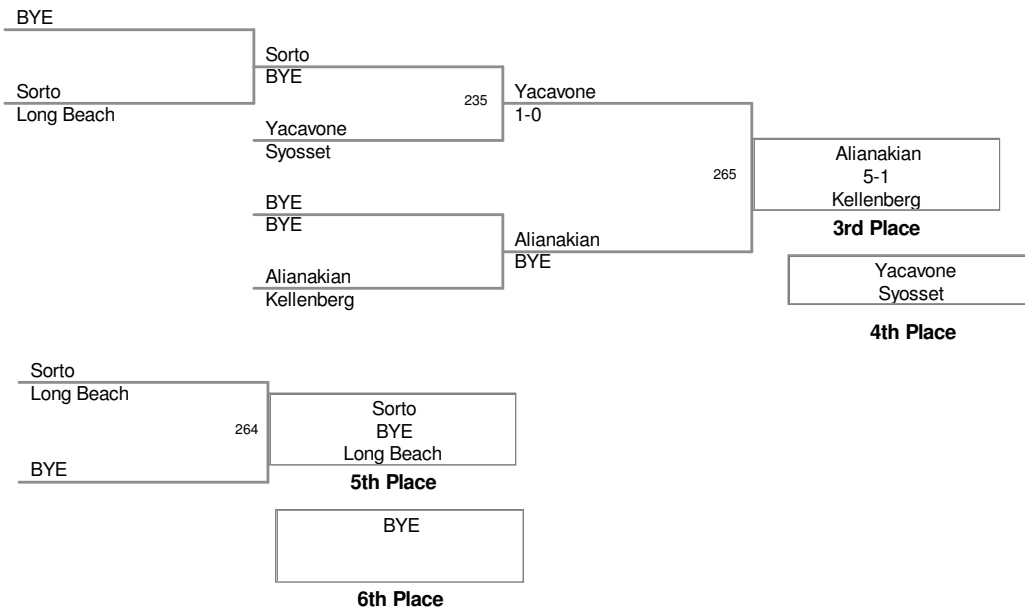 BYE
Sorto
Long Beach
Sorto
BYE
235
Yacavone
Syosset
Yacavone
1-0
BYE
BYE
Alianakian
Kellenberg
Alianakian
BYE
265
Alianakian
5-1
Kellenberg
3rd Place
Yacavone
Syosset
4th Place
Sorto
Long Beach
264
BYE
Sorto
BYE
Long Beach
5th Place
BYE
6th Place